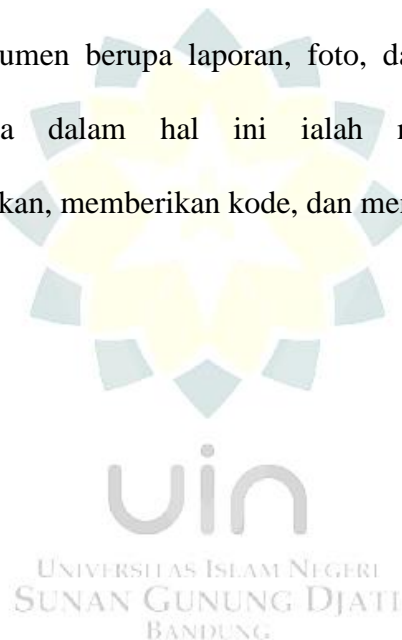 umen berupa laporan, foto, da
a dalam hal ini ialah
kan, memberikan kode, dan me
uin
UNIVERSITAS ISLAM NEGERI
SUNAN GUNUNG DJATI
BANDUNG